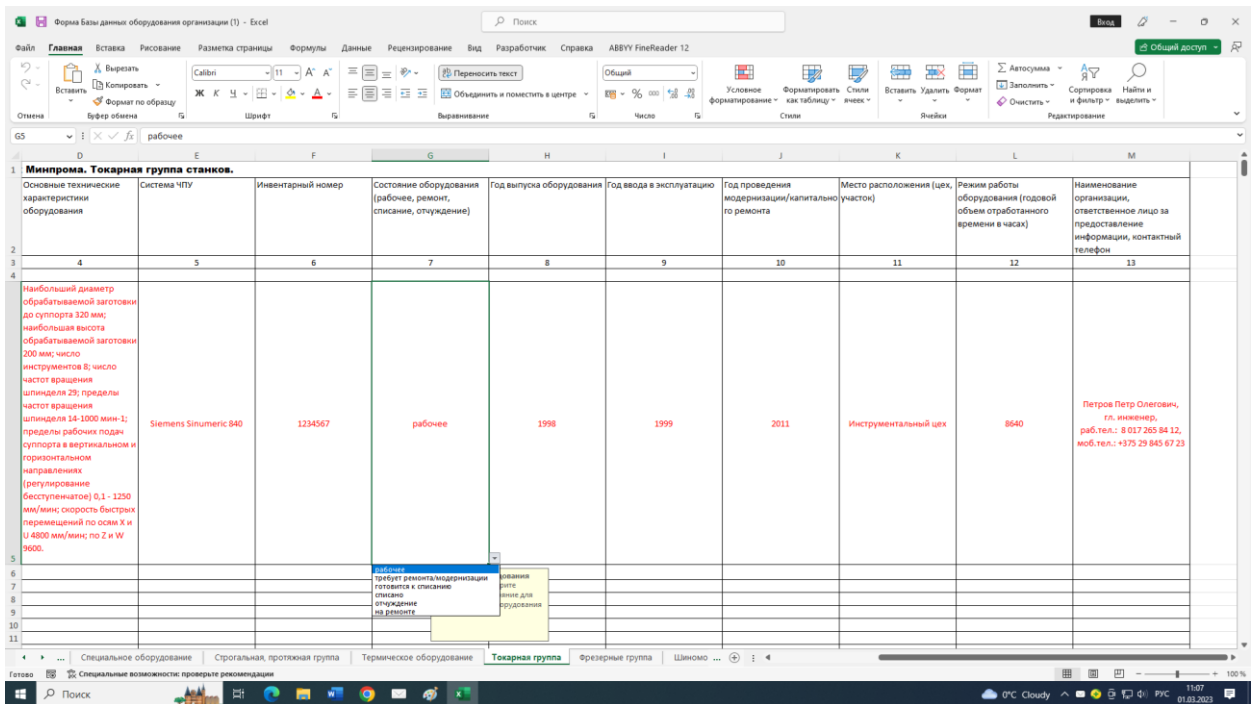 Форма Базы данных оборудования организации (1) - Excel
Поиск
Вход
Файл Главная Вставка Рисование Разметка страницы Формулы Данные Рецензирование Вид Разработчик Справка ABBYY FineReader 12
Общий доступ
Вставить
Вырезать
Копировать
Формат по образцу
Calibri 11
Ж К Ч
Переносить текст
Объединить и поместить в центре
Общий
Условное форматирование
Форматировать как таблицу
Стили ячеек
Вставить Удалить Формат
Автосумма
Заполнить
Очистить
Сортировка и фильтр
Найти и выделить
Отмена Буфер обмена Шрифт Выравнивание Число Стили Ячейки Редактирование
G5 fx рабочее
D E F G H I J K L M
1 Минпрома. Токарная группа станков.
Основные технические
характеристики
оборудования
Система ЧПУ
Инвентарный номер
Состояние оборудования
(рабочее, ремонт,
списание, отчуждение)
Год выпуска оборудования
Год ввода в эксплуатацию
Год проведения
модернизации/капитально
го ремонта
Место расположения (цех,
участок)
Режим работы
оборудования (годовой
объем отработанного
времени в часах)
Наименование
организации,
ответственное лицо за
предоставление
информации, контактный
телефон
2
3 4 5 6 7 8 9 10 11 12 13
4
Наибольший диаметр
обрабатываемой заготовки
до суппорта 320 мм;
наибольшая высота
обрабатываемой заготовки
200 мм; число
инструментов 8; число
частот вращения
шпинделя 29; пределы
частот вращения
шпинделя 14-1000 мин-1;
пределы рабочих подач
суппорта в вертикальном и
горизонтальном
направлениях
(регулирование
бесступенчатое) 0,1 - 1250
мм/мин; скорость быстрых
перемещений по осям X и
U 4800 мм/мин; по Z и W
9600.
Siemens Sinumeric 840
1234567
рабочее
1998
1999
2011
Инструментальный цех
8640
Петров Петр Олегович,
гл. инженер,
раб.тел.: 8 017 265 84 12,
моб.тел.: +375 29 845 67 23
5
рабочее
требует ремонта/модернизации
готовится к списанию
списано
отчуждение
на ремонте
6
7
8
9
10
11
... Специальное оборудование Строгальная, протяжная группа Термическое оборудование Токарная группа Фрезерные группа Шиномо ...
Готово Специальные возможности: проверьте рекомендации 100 %
Поиск
0°C Cloudy РУС 11:07
01.03.2023